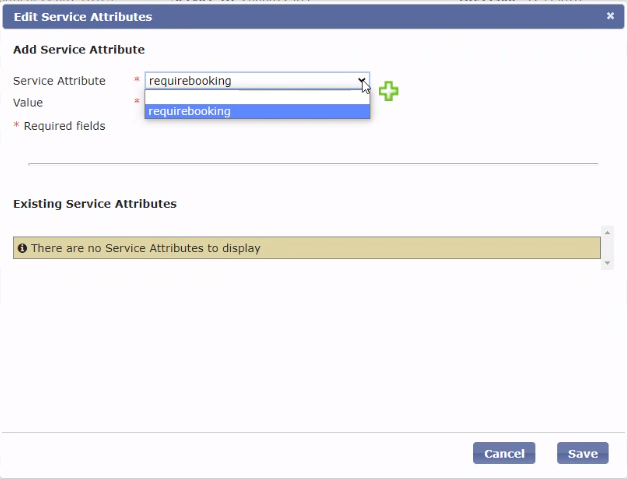 Edit Service Attributes
Add Service Attribute
Service Attribute * requirebooking
Value *
requirebooking
* Required fields
Existing Service Attributes
There are no Service Attributes to display
Cancel Save